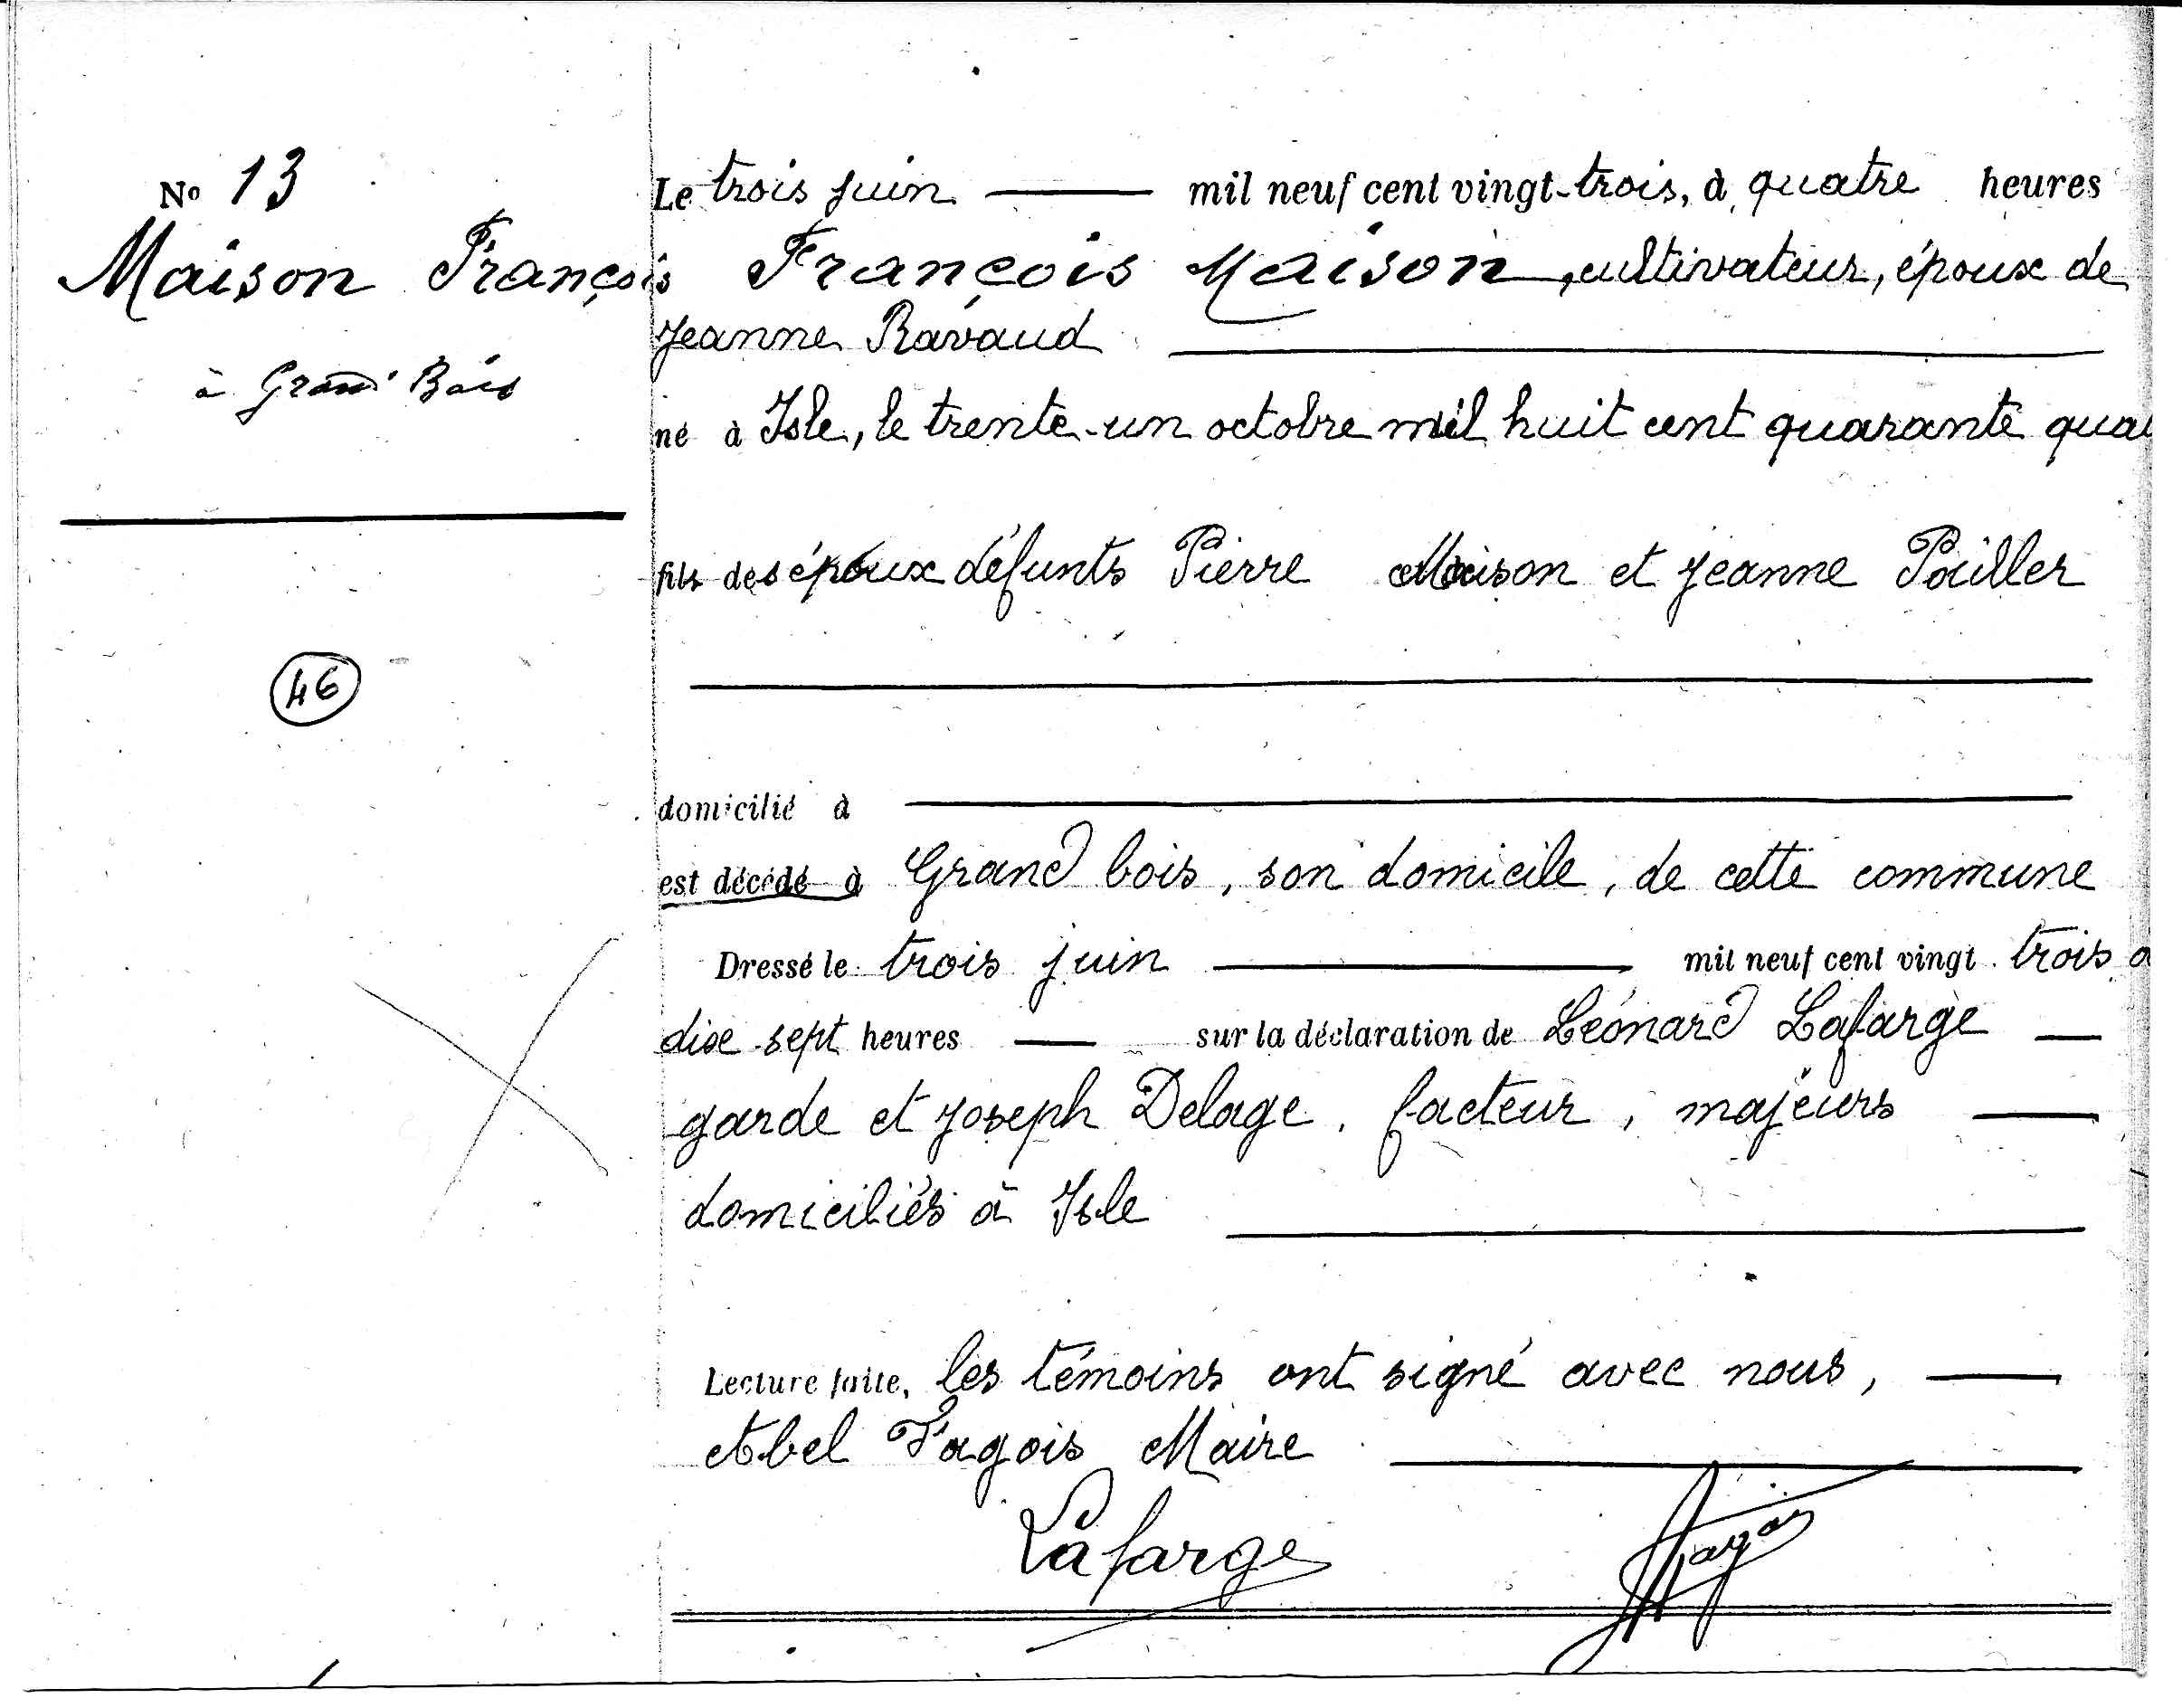 No 13
Maison François
à Grand Bois
46
Le trois juin mil neuf cent vingt-trois, à quatre heures
François Maison, cultivateur, époux de
Jeanne Ravaud
né à Isle, le trente-un octobre mil huit cent quarante qua
fils des époux défunts Pierre Maison et Jeanne Pailler
domicilié à
est décédé à Grand bois, son domicile, de cette commune
Dressé le trois juin mil neuf cent vingt trois à
dix-sept heures sur la déclaration de Léonard Lafarge
garde et Joseph Delage, facteur, majeurs
domiciliés à Isle
Lecture faite, les témoins ont signé avec nous,
Abel Fagois Maire
Lafarge